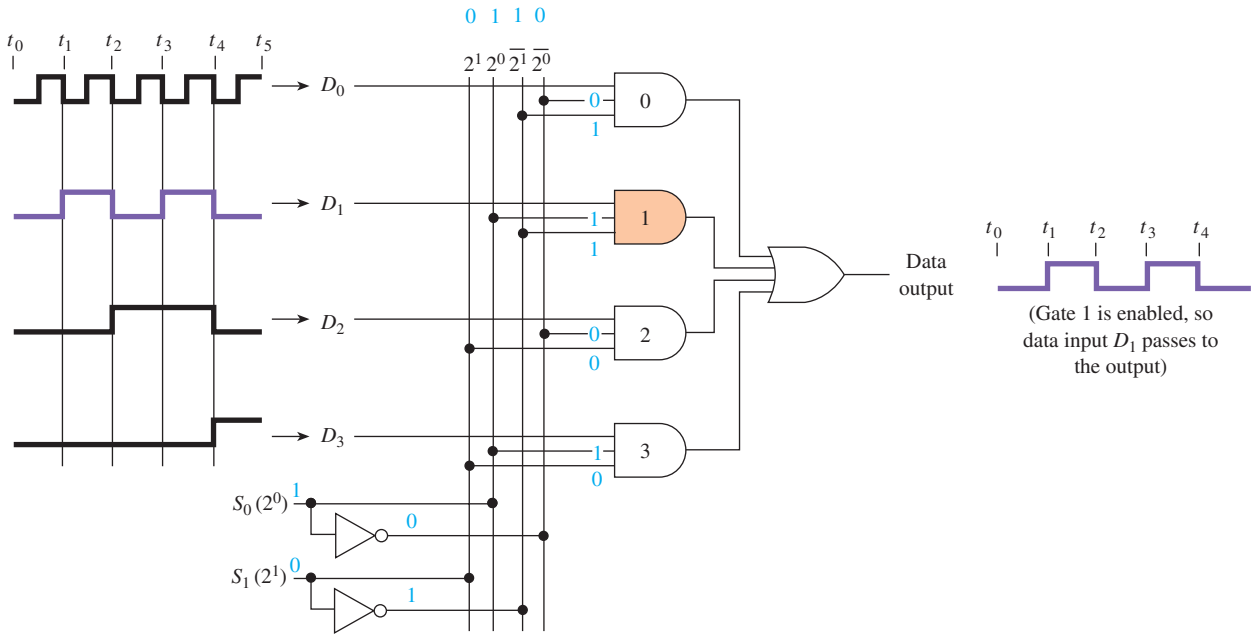 0 1 1 0
t₀ t₁ t₂ t₃ t₄ t₅
2¹ 2⁰ 2̅¹̅ 2̅⁰̅
D₀
0
1
0
D₁
1
1
1
t₀ t₁ t₂ t₃ t₄
Data
output
(Gate 1 is enabled, so
data input D₁ passes to
the output)
D₂
0
0
2
D₃
1
0
3
S₀ (2⁰) 1
0
S₁ (2¹) 0
1